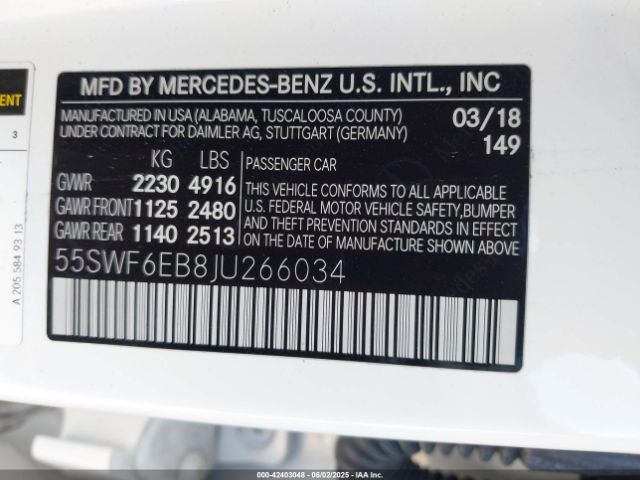 MFD BY MERCEDES-BENZ U.S. INTL., INC
MANUFACTURED IN USA (ALABAMA, TUSCALOOSA COUNTY) 03/18
UNDER CONTRACT FOR DAIMLER AG, STUTTGART (GERMANY) 149
KG LBS PASSENGER CAR
GVWR 2230 4916
GAWR FRONT 1125 2480
GAWR REAR 1140 2513
THIS VEHICLE CONFORMS TO ALL APPLICABLE
U.S. FEDERAL MOTOR VEHICLE SAFETY,BUMPER
AND THEFT PREVENTION STANDARDS IN EFFECT
ON THE DATE OF MANUFACTURE SHOWN ABOVE.
55SWF6EB8JU266034
ENT
3
A 205 584 93 13
000-42403048 - 06/02/2025 - IAA Inc.